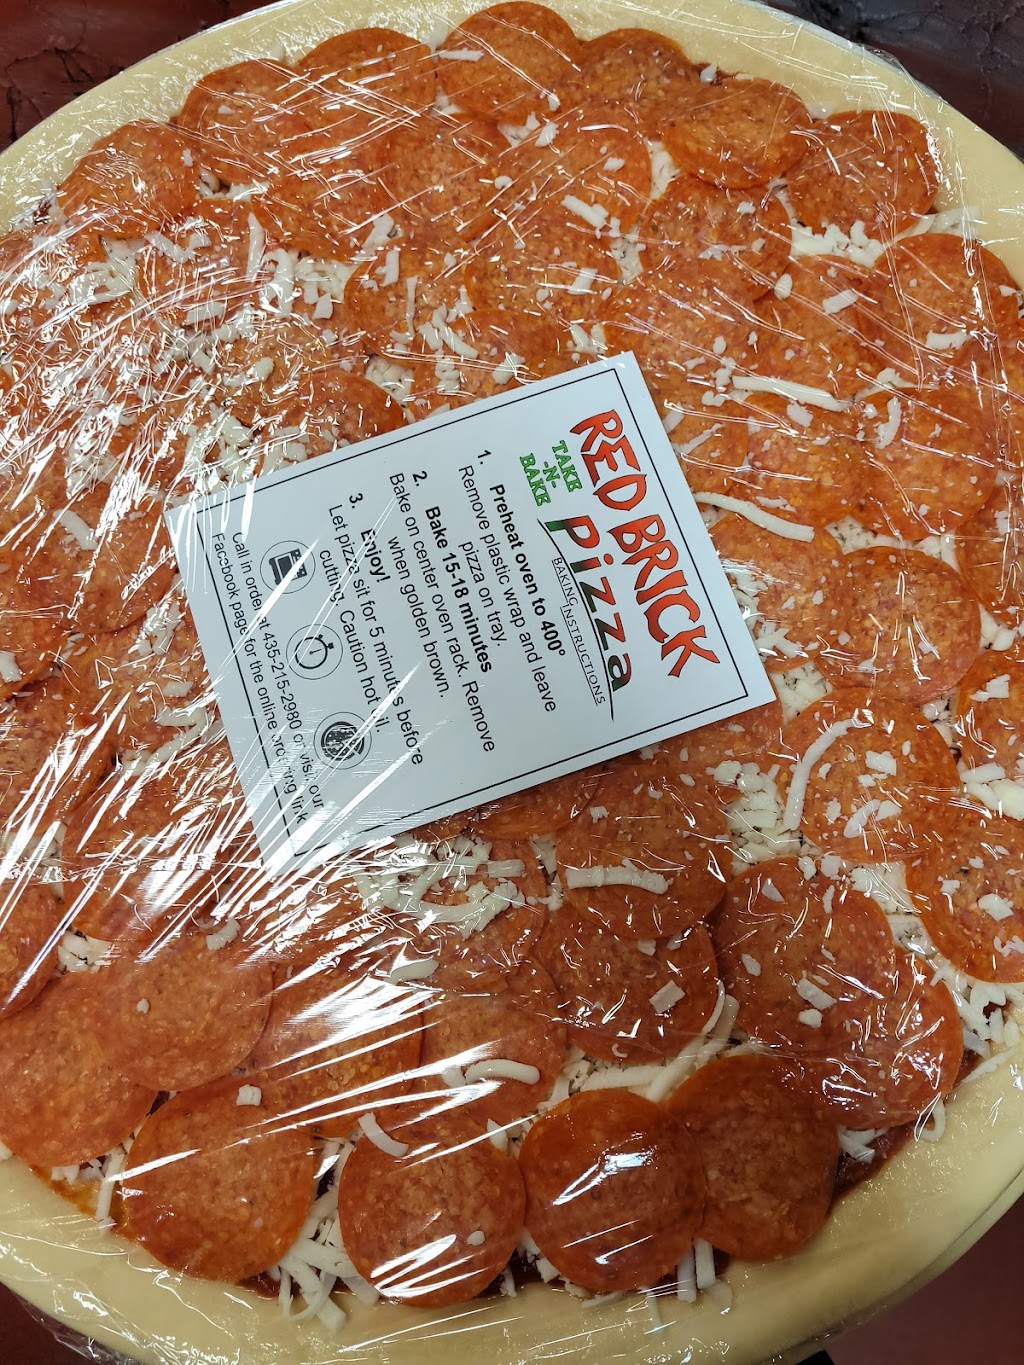 RED BRICK
TAKE
-N-
BAKE
Pizza
BAKING INSTRUCTIONS
1. Preheat oven to 400°
Remove plastic wrap and leave
pizza on tray.
2. Bake 15-18 minutes
Bake on center oven rack. Remove
when golden brown.
3. Enjoy!
Let pizza sit for 5 minutes before
cutting. Caution hot oil.
Call in order at 435-215-2980 or visit our
Facebook page for the online ordering link